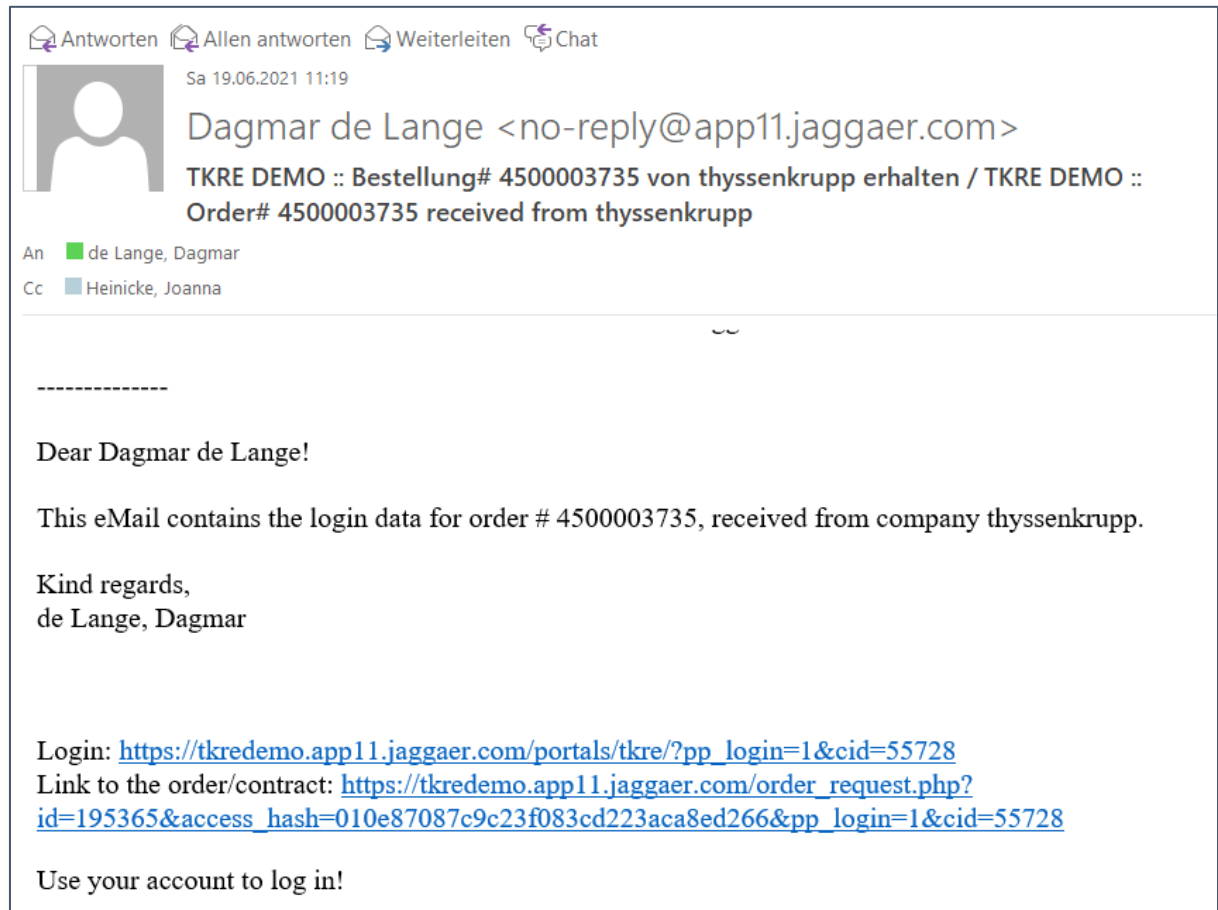 Antworten Allen antworten Weiterleiten Chat
Sa 19.06.2021 11:19
Dagmar de Lange <no-reply@app11.jaggaer.com>
TKRE DEMO :: Bestellung# 4500003735 von thyssenkrupp erhalten / TKRE DEMO ::
Order# 4500003735 received from thyssenkrupp
An de Lange, Dagmar
Cc Heinicke, Joanna
--------------
Dear Dagmar de Lange!
This eMail contains the login data for order # 4500003735, received from company thyssenkrupp.
Kind regards,
de Lange, Dagmar
Login: https://tkredemo.app11.jaggaer.com/portals/tkre/?pp_login=1&cid=55728
Link to the order/contract: https://tkredemo.app11.jaggaer.com/order_request.php?
id=195365&access_hash=010e87087c9c23f083cd223aca8ed266&pp_login=1&cid=55728
Use your account to log in!